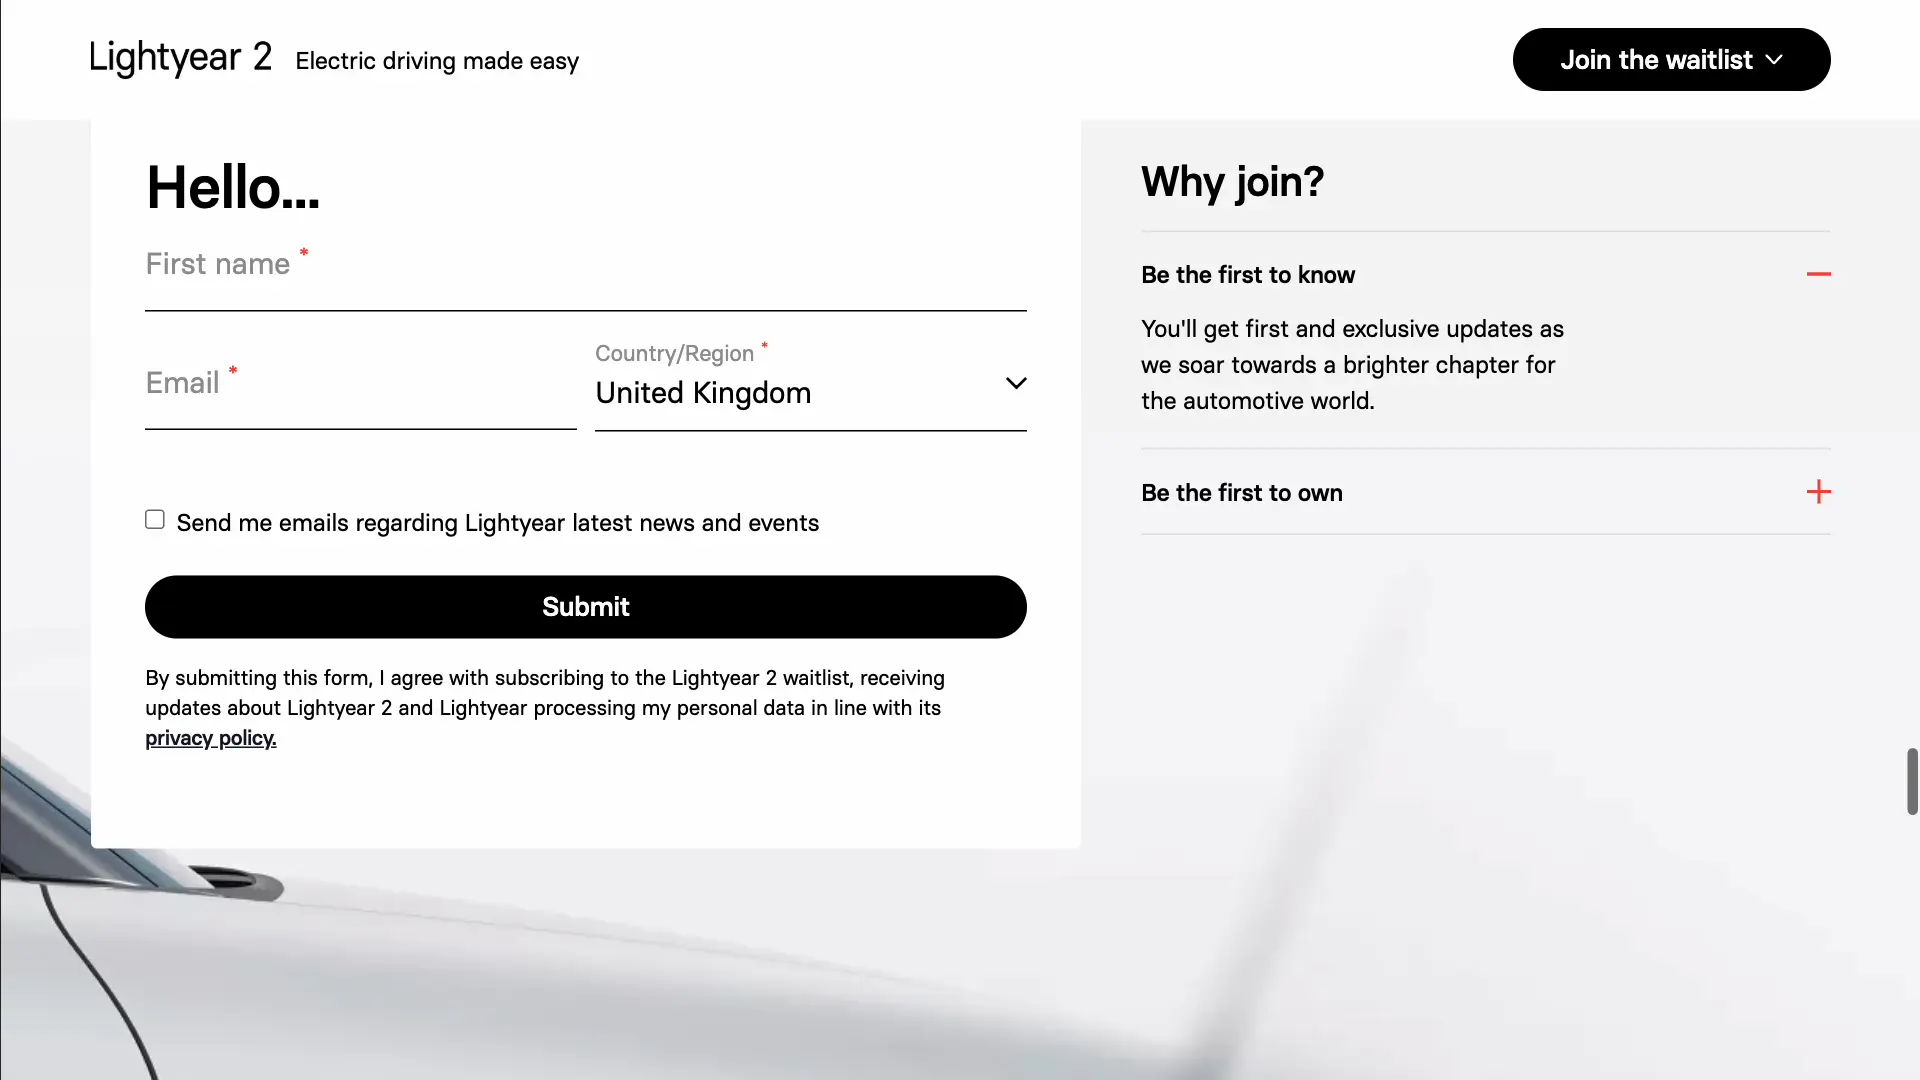 Lightyear 2 Electric driving made easy
Join the waitlist
Hello...
First name *
Email *
Country/Region *
United Kingdom
Send me emails regarding Lightyear latest news and events
Submit
By submitting this form, I agree with subscribing to the Lightyear 2 waitlist, receiving
updates about Lightyear 2 and Lightyear processing my personal data in line with its
privacy policy.
Why join?
Be the first to know
You'll get first and exclusive updates as
we soar towards a brighter chapter for
the automotive world.
Be the first to own